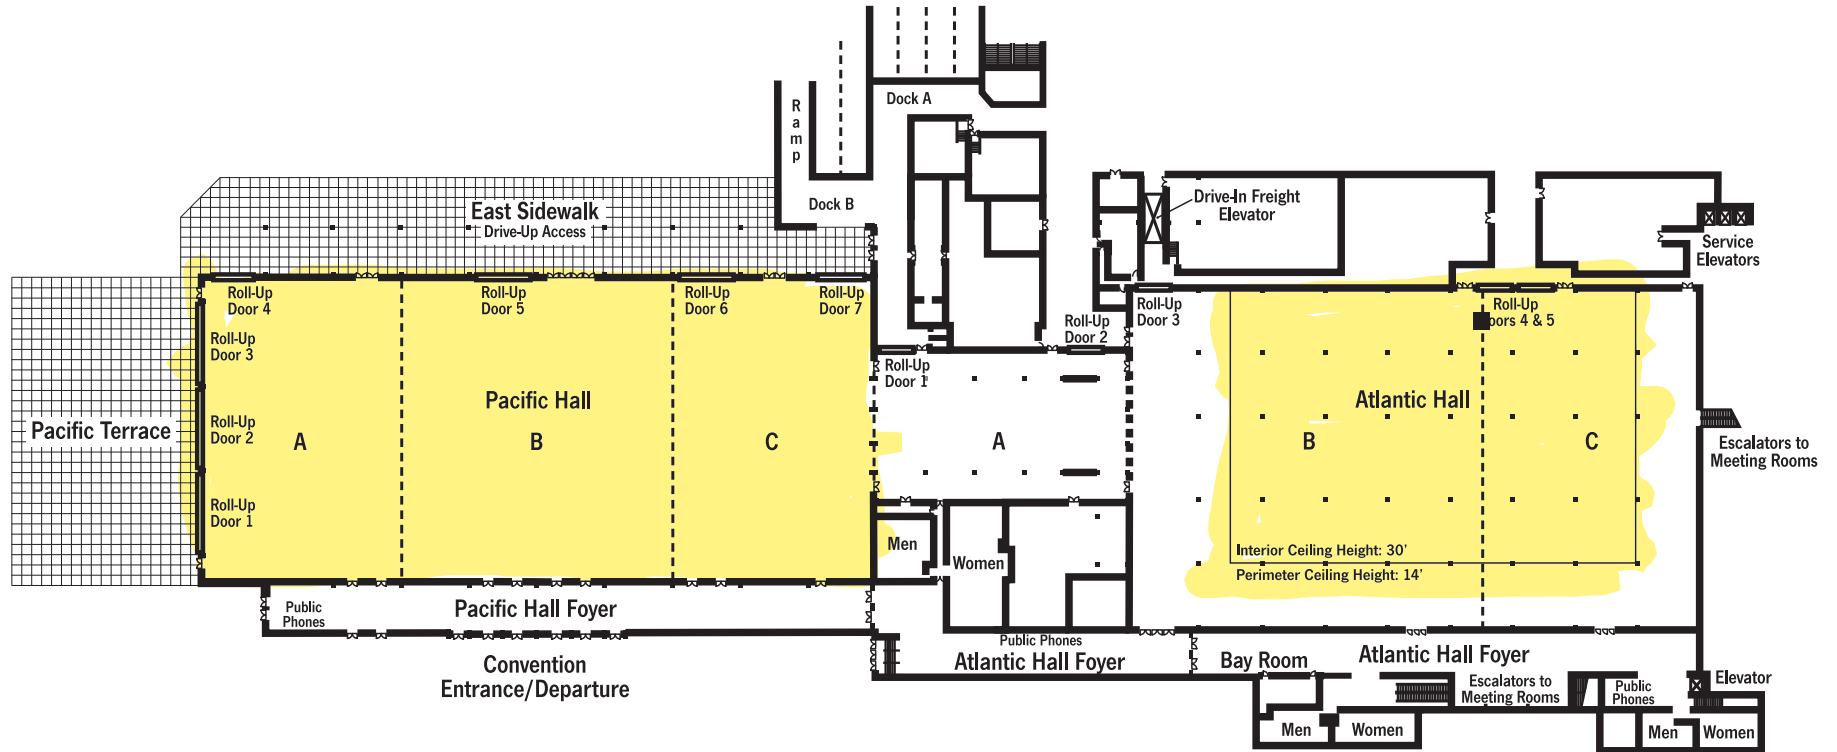 Dock A
Ramp
Dock B
East Sidewalk
Drive-Up Access
Drive-In Freight
Elevator
Service
Elevators
Roll-Up
Door 4
Roll-Up
Door 5
Roll-Up
Door 6
Roll-Up
Door 7
Roll-Up
Door 3
Roll-Up
Doors 4 & 5
Roll-Up
Door 2
Roll-Up
Door 3
Roll-Up
Door 1
Pacific Hall
Atlantic Hall
Pacific Terrace
Roll-Up
Door 2
A
B
C
A
B
C
Escalators to
Meeting Rooms
Roll-Up
Door 1
Men
Women
Interior Ceiling Height: 30'
Perimeter Ceiling Height: 14'
Public
Phones
Pacific Hall Foyer
Public Phones
Atlantic Hall Foyer
Bay Room
Atlantic Hall Foyer
Convention
Entrance/Departure
Escalators to
Meeting Rooms
Public
Phones
Elevator
Men
Women
Men
Women